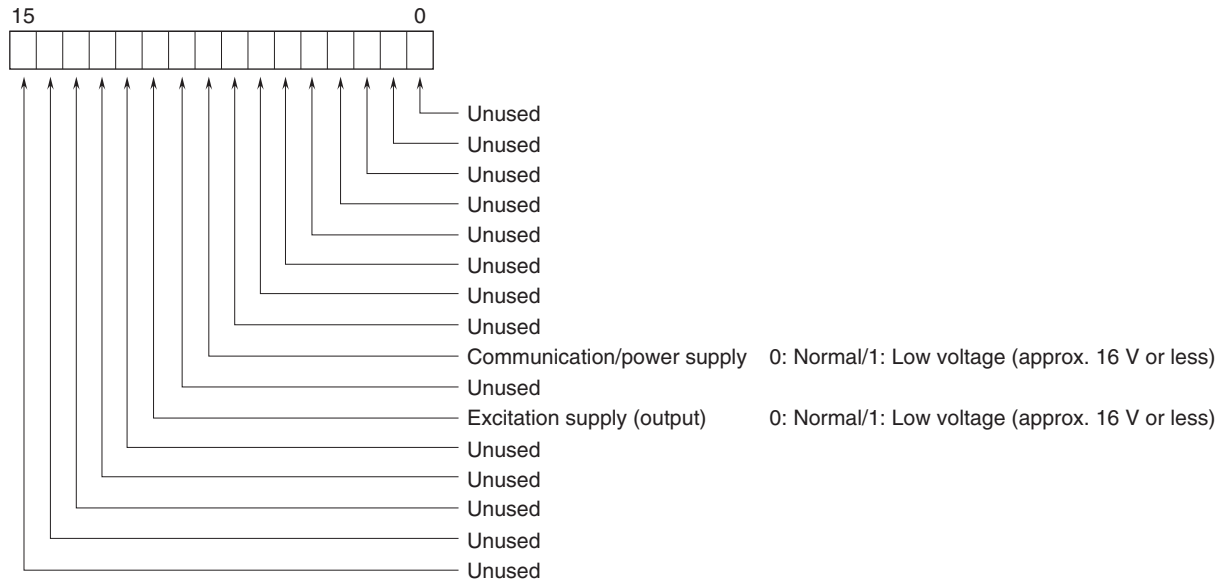 15 0
Unused
Unused
Unused
Unused
Unused
Unused
Unused
Unused
Communication/power supply 0: Normal/1: Low voltage (approx. 16 V or less)
Unused
Excitation supply (output) 0: Normal/1: Low voltage (approx. 16 V or less)
Unused
Unused
Unused
Unused
Unused